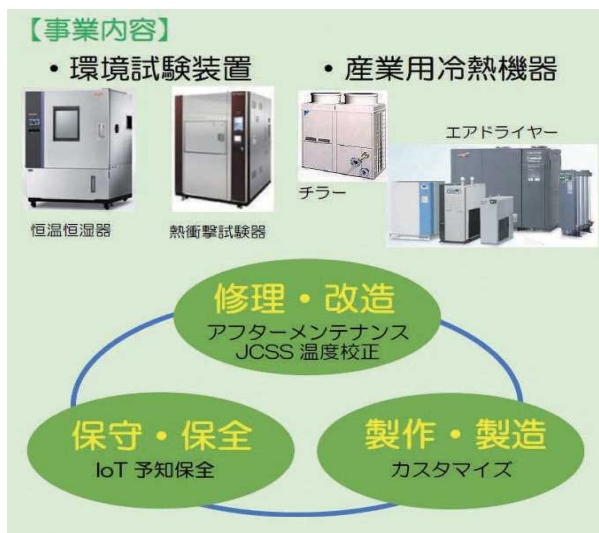 【事業内容】
・環境試験装置
・産業用冷熱機器
エアドライヤー
チラー
恒温恒湿器
熱衝撃試験器
修理・改造
アフターメンテナンス
JCSS 温度校正
保守・保全
IoT 予知保全
製作・製造
カスタマイズ